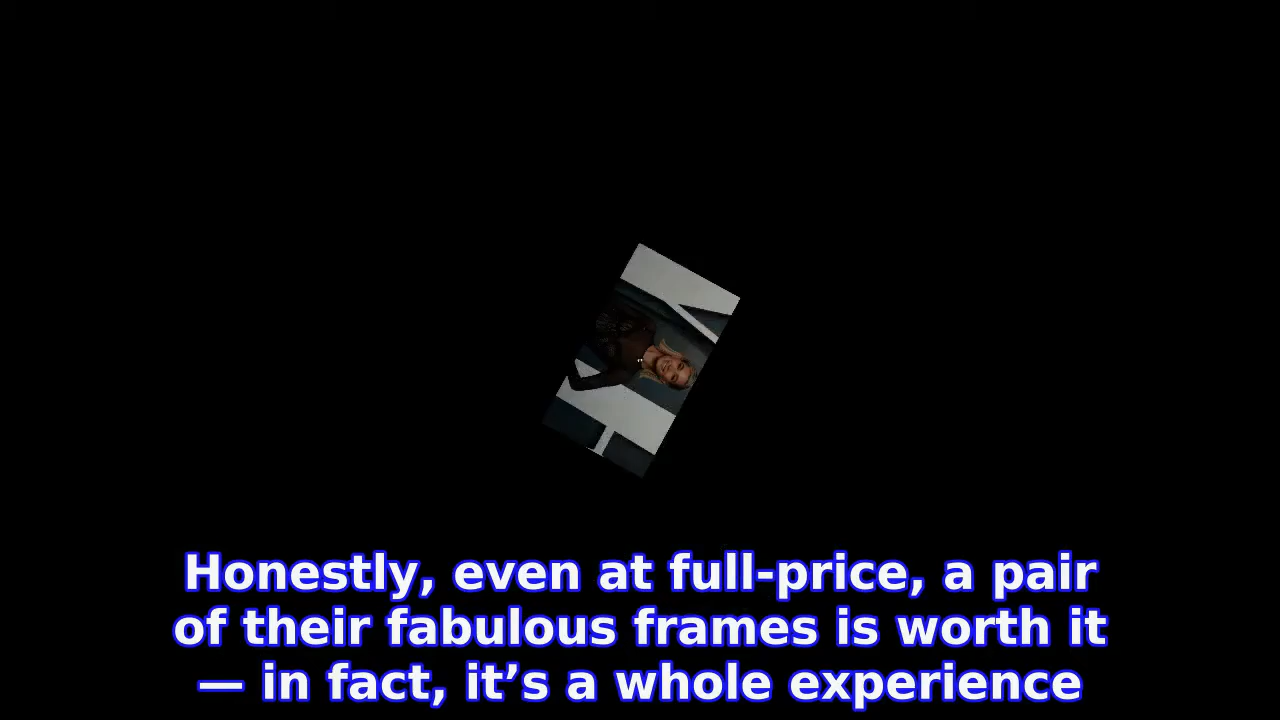 Honestly, even at full-price, a pair
of their fabulous frames is worth it
— in fact, it’s a whole experience